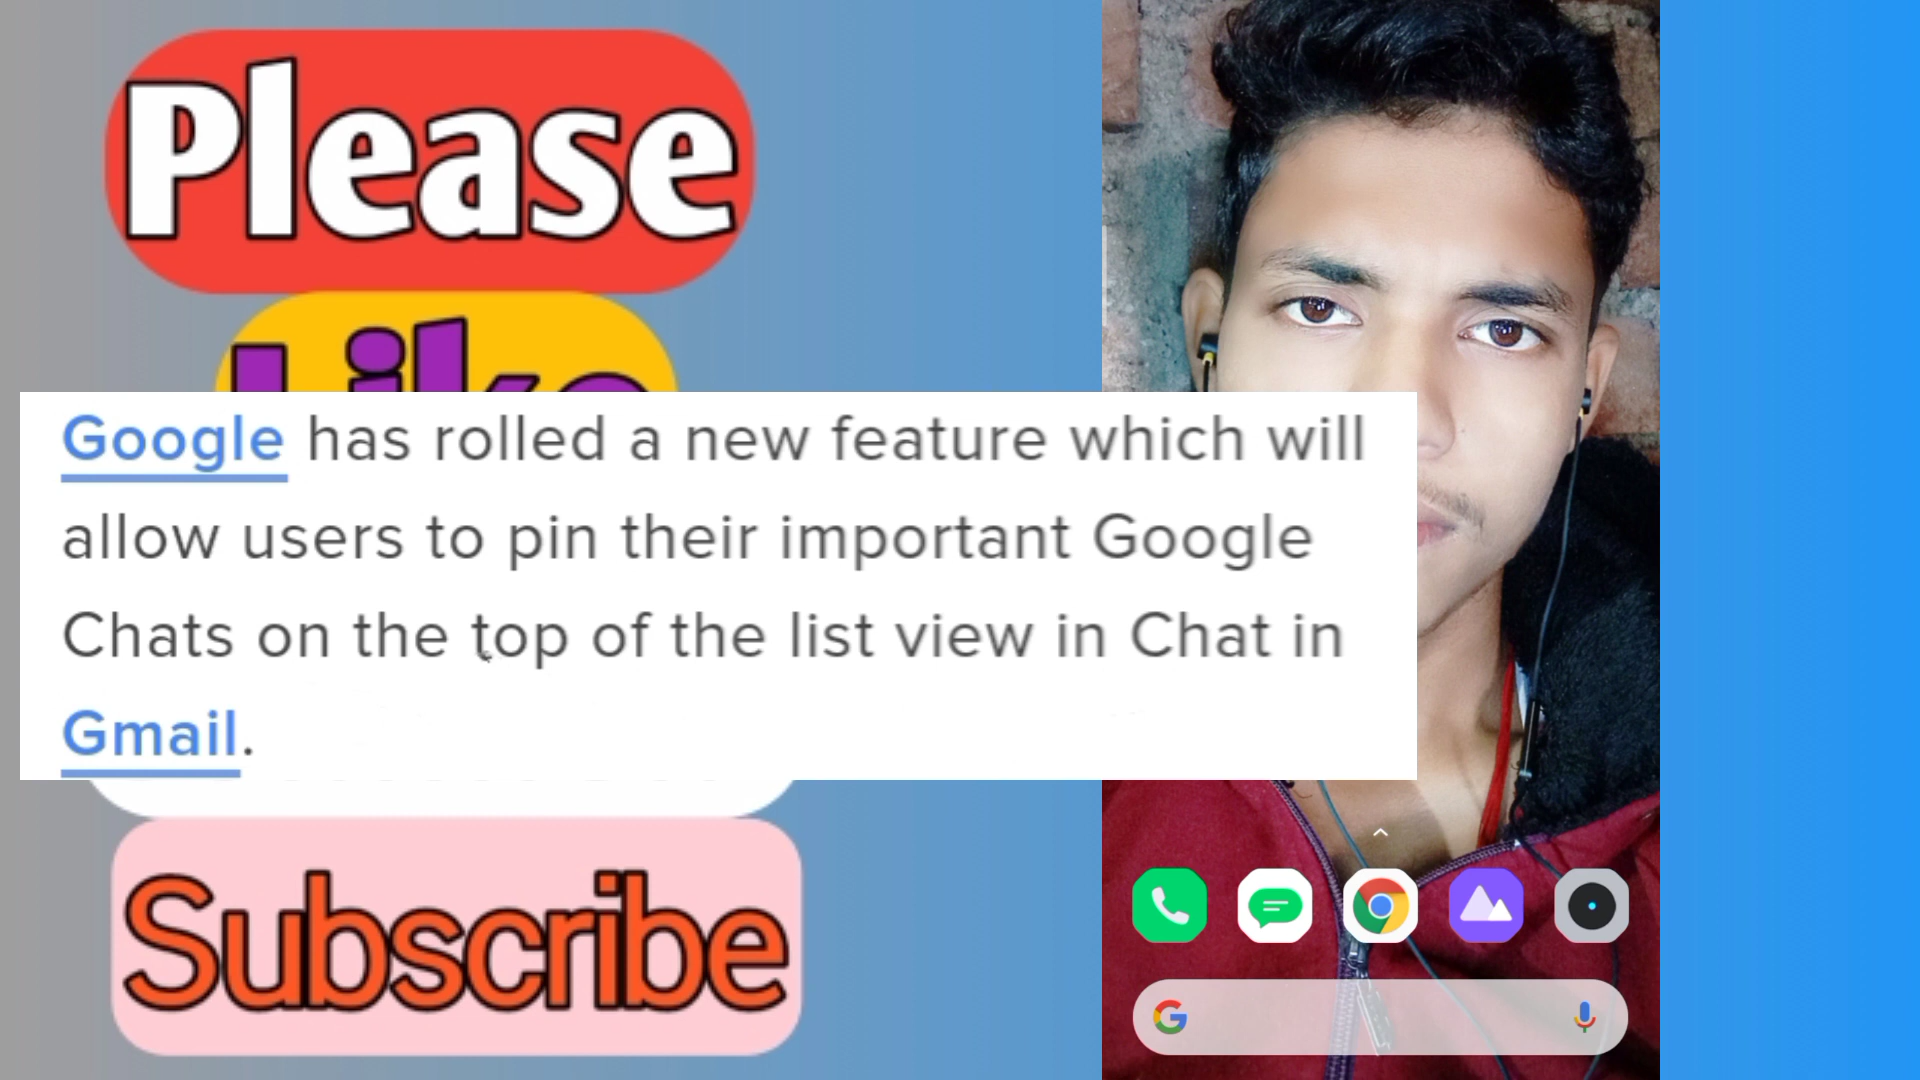 Please
Like
Google has rolled a new feature which will
allow users to pin their important Google
Chats on the top of the list view in Chat in
Gmail.
Subscribe